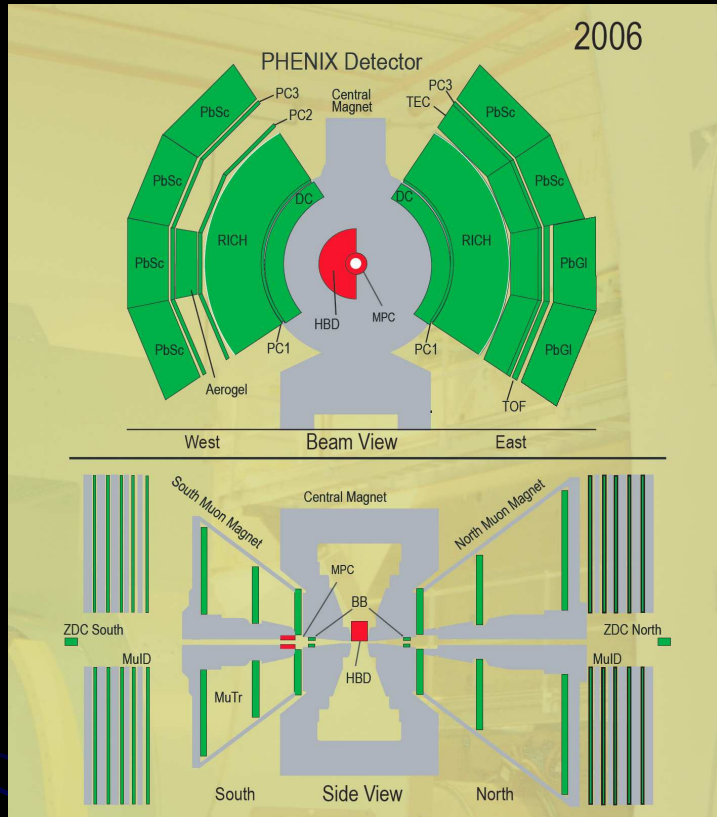 2006
PHENIX Detector
PC3
PC2
Central
Magnet
PC3
TEC
PbSc
PbSc
PbSc
PbSc
DC
DC
RICH
RICH
PbSc
PbGl
HBD
MPC
PbSc
PC1
PC1
PbGl
Aerogel
TOF
West
Beam View
East
South Muon Magnet
Central Magnet
North Muon Magnet
MPC
BB
ZDC South
ZDC North
MuID
HBD
MuID
MuTr
South
Side View
North